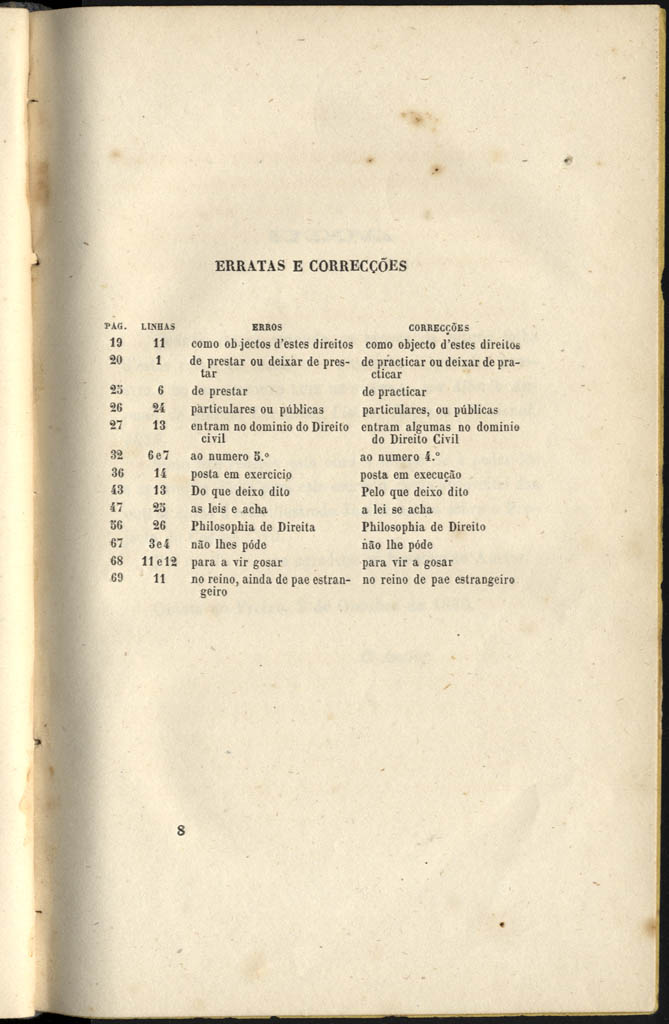 ERRATAS E CORRECÇÕES
PAG. LINHAS ERROS CORRECÇÕES
19 11 como objectos d'estes direitos como objecto d'estes direitos
20 1 de prestar ou deixar de pres- de practicar ou deixar de pra-
tar cticar
25 6 de prestar de practicar
26 24 particulares ou públicas particulares, ou públicas
27 13 entram no dominio do Direito entram algumas no dominio
civil do Direito Civil
32 6 e 7 ao numero 5.º ao numero 4.º
36 14 posta em exercicio posta em execução
43 13 Do que deixo dito Pelo que deixo dito
47 25 as leis e acha a lei se acha
56 26 Philosophia de Direita Philosophia de Direito
67 3 e 4 não lhes póde não lhe póde
68 11 e 12 para a vir gosar para vir a gosar
69 11 no reino, ainda de pae estran- no reino de pae estrangeiro
geiro
8